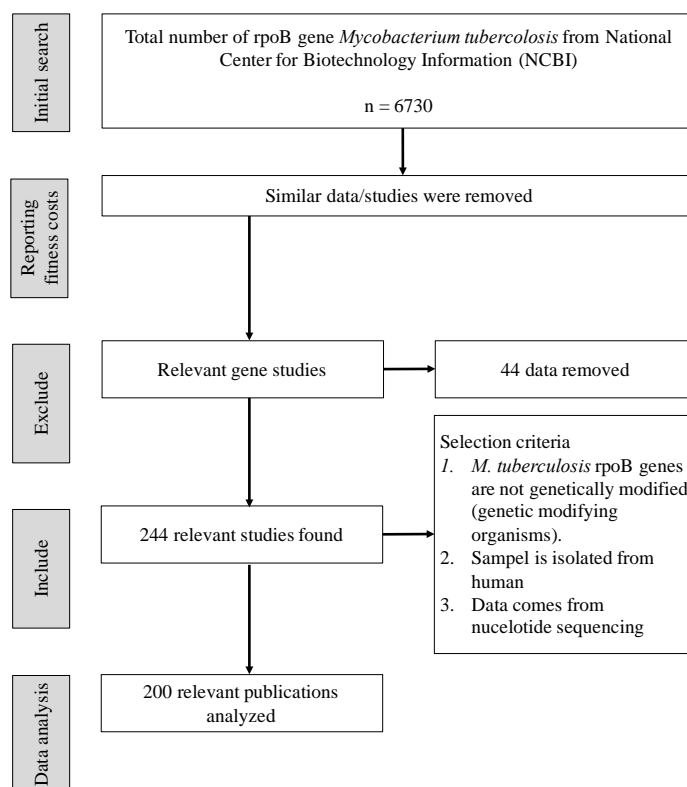 Initial search
Total number of rpoB gene Mycobacterium tubercolosis from National
Center for Biotechnology Information (NCBI)
n = 6730
Reporting
fitness costs
Similar data/studies were removed
Exclude
Relevant gene studies
44 data removed
Include
244 relevant studies found
Selection criteria
1. M. tuberculosis rpoB genes
are not genetically modified
(genetic modifying
organisms).
2. Sampel is isolated from
human
3. Data comes from
nucelotide sequencing
Data analysis
200 relevant publications
analyzed